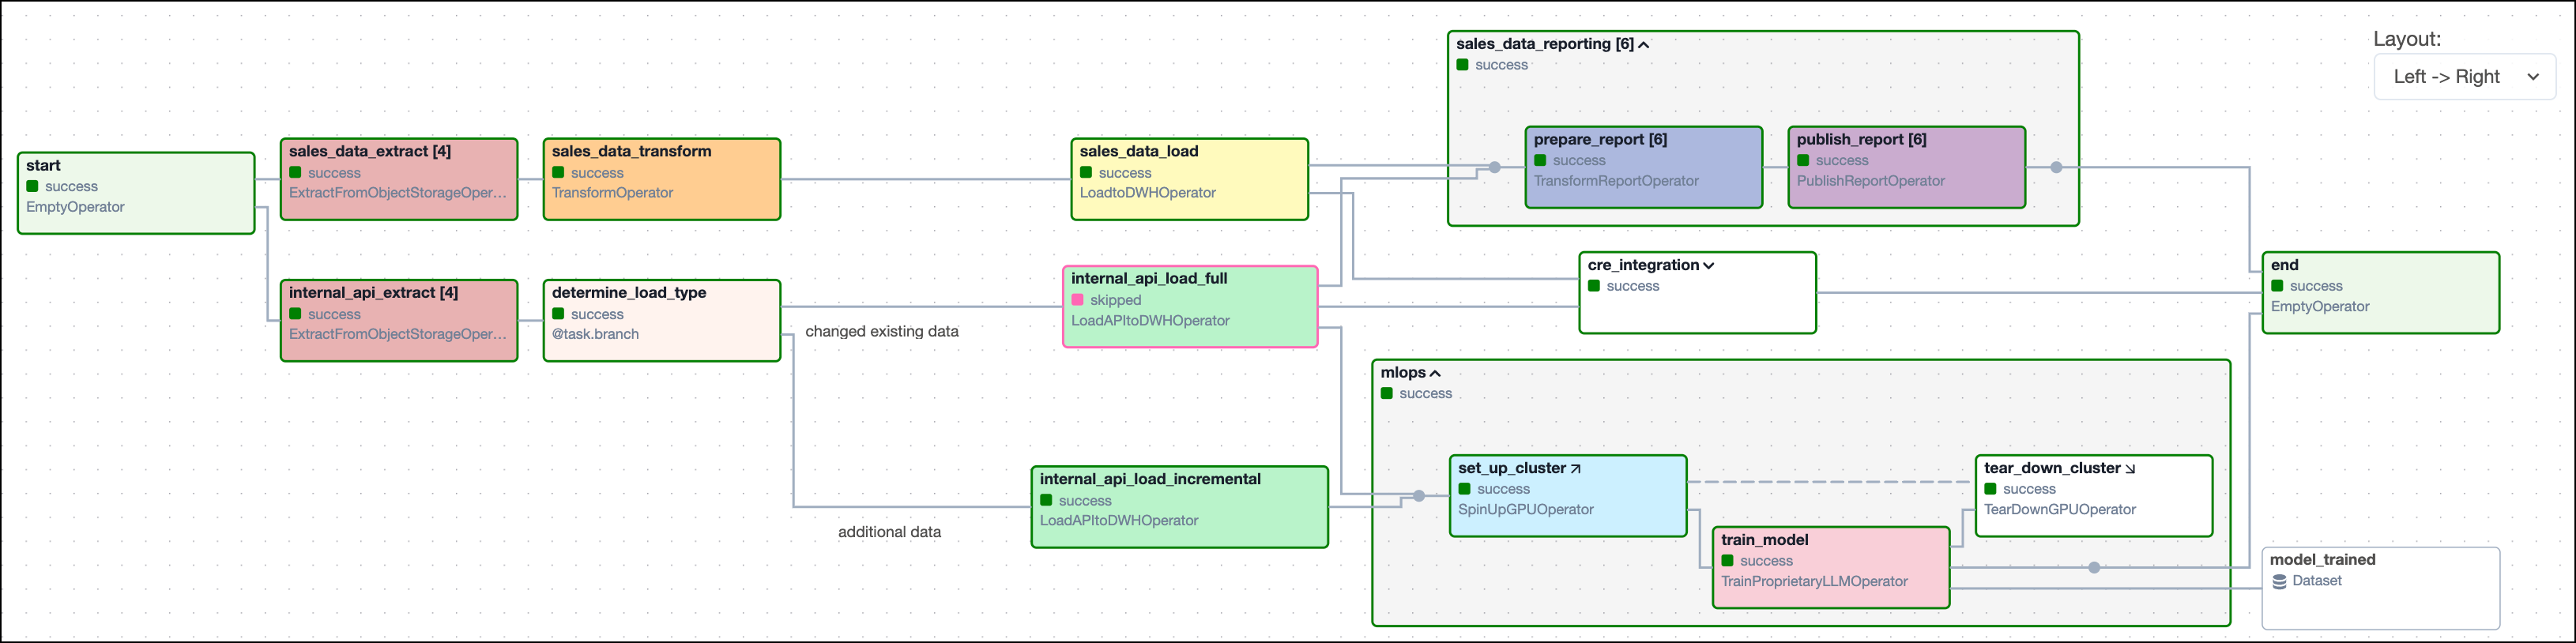 Layout:
Left -> Right
start
success
EmptyOperator
sales_data_extract [4]
success
ExtractFromObjectStorageOper...
sales_data_transform
success
TransformOperator
sales_data_load
success
LoadtoDWHOperator
sales_data_reporting [6]
success
prepare_report [6]
success
TransformReportOperator
publish_report [6]
success
PublishReportOperator
internal_api_extract [4]
success
ExtractFromObjectStorageOper...
determine_load_type
success
@task.branch
changed existing data
additional data
internal_api_load_full
skipped
LoadAPItoDWHOperator
internal_api_load_incremental
success
LoadAPItoDWHOperator
cre_integration
success
mlops
success
set_up_cluster
success
SpinUpGPUOperator
train_model
success
TrainProprietaryLLMOperator
tear_down_cluster
success
TearDownGPUOperator
end
success
EmptyOperator
model_trained
Dataset